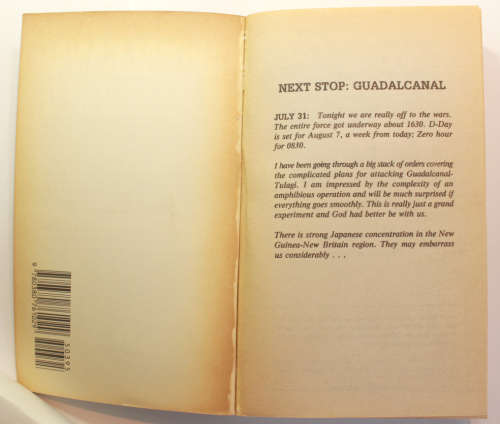 NEXT STOP: GUADALCANAL
JULY 31: Tonight we are really off to the wars.
The entire force got underway about 1630. D-Day
is set for August 7, a week from today; Zero hour
for 0830.
I have been going through a big stack of orders covering
the complicated plans for attacking Guadalcanal-
Tulagi. I am impressed by the complexity of an
amphibious operation and will be much surprised if
everything goes smoothly. This is really just a grand
experiment and God had better be with us.
There is strong Japanese concentration in the New
Guinea-New Britain region. They may embarrass
us considerably . . .
50395